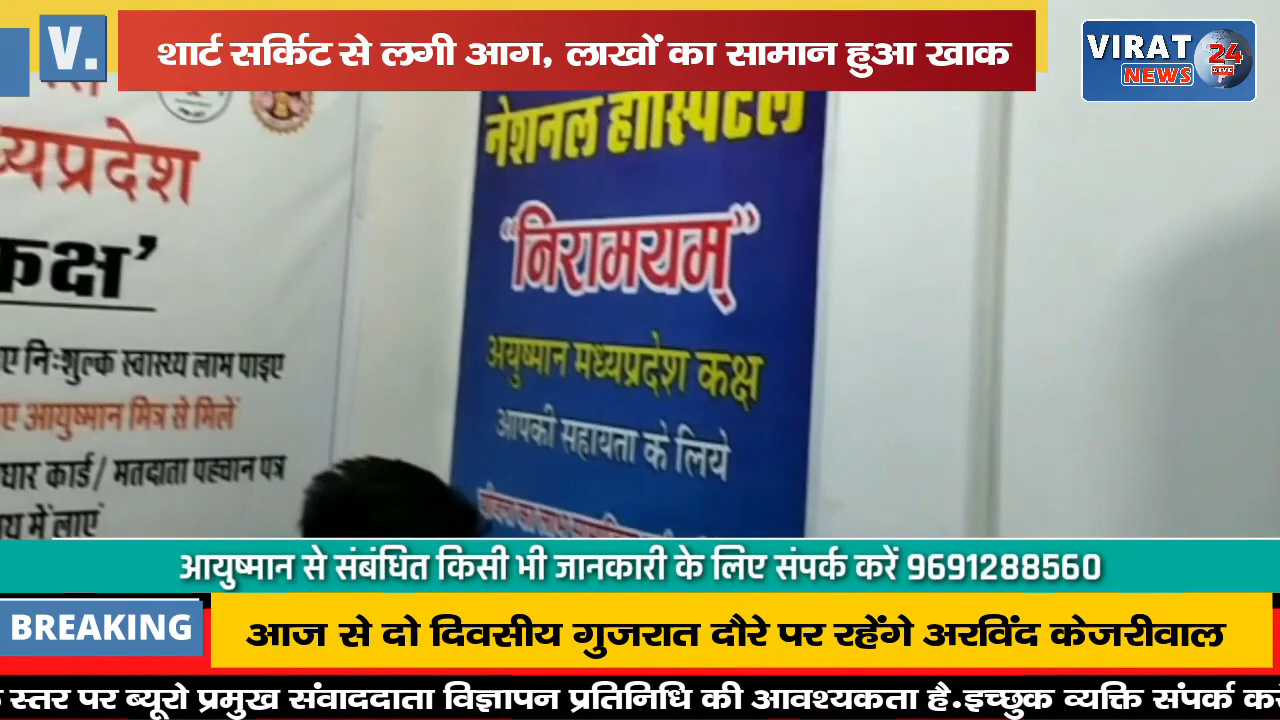 V.
शार्ट सर्किट से लगी आग, लाखों का सामान हुआ खाक
VIRAT
24
NEWS
LIVE
ध्यप्रदेश
कक्ष’
ए निःशुल्क स्वास्थ्य लाभ पाइए
ए आयुष्मान मित्र से मिलें
धार कार्ड / मतदाता पहचान पत्र
य में लाएं
नेशनल हॉस्पिटल
“निरामयम्”
अयुष्मान मध्यप्रदेश कक्ष
आपकी सहायता के लिये
आयुष्मान से संबंधित किसी भी जानकारी के लिए संपर्क करें 9691288560
BREAKING
आज से दो दिवसीय गुजरात दौरे पर रहेंगे अरविंद केजरीवाल
स्तर पर ब्यूरो प्रमुख संवाददाता विज्ञापन प्रतिनिधि की आवश्यकता है.इच्छुक व्यक्ति संपर्क कर